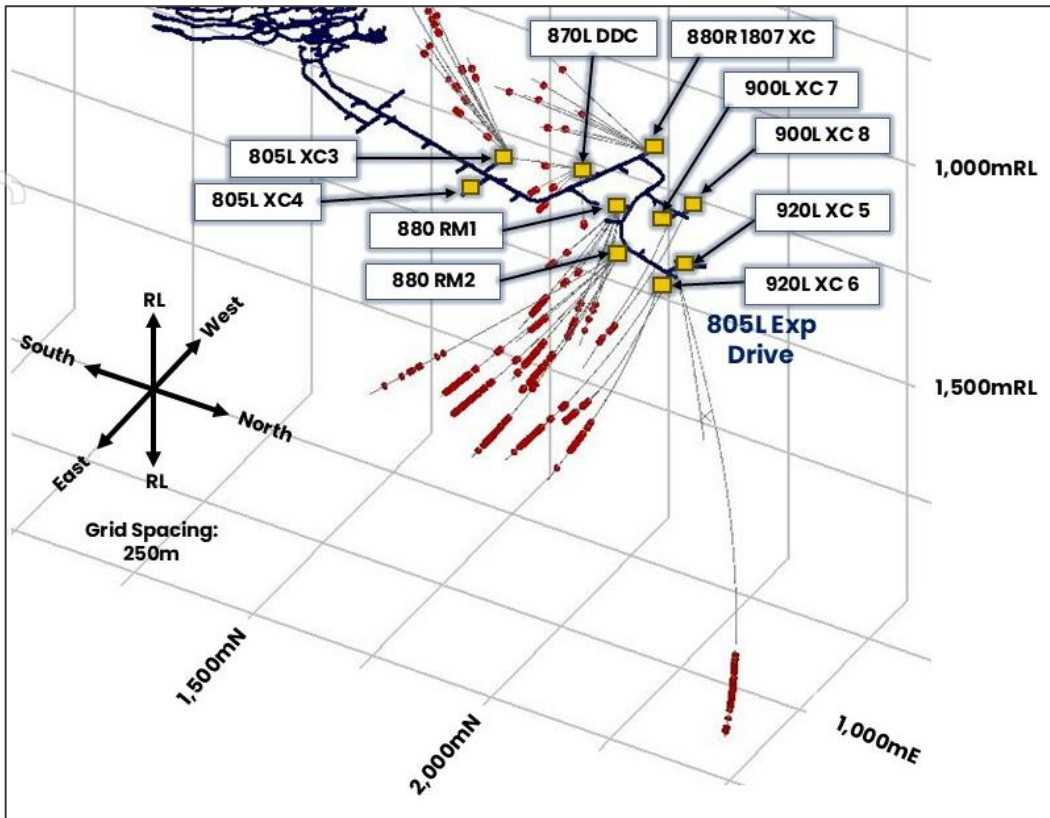 870L DDC
880R 1807 XC
900L XC 7
900L XC 8
805L XC3
1,000mRL
805L XC4
920L XC 5
880 RM1
880 RM2
920L XC 6
805L Exp
Drive
1,500mRL
RL
West
South
North
East
RL
Grid Spacing:
250m
1,500mN
2,000mN
1,000mE